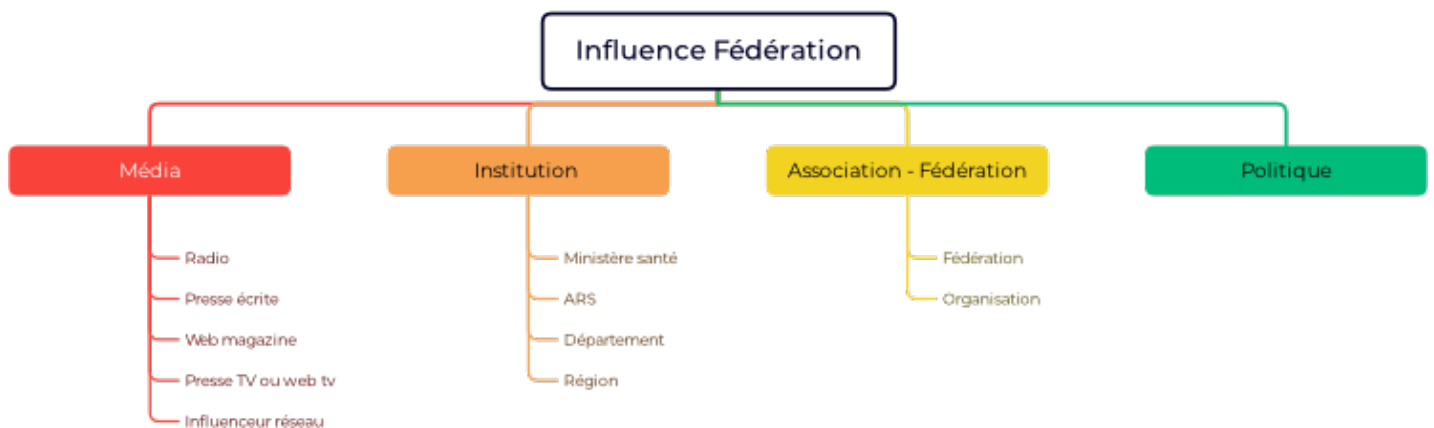 Influence Fédération
Média
Institution
Association - Fédération
Politique
Radio
Presse écrite
Web magazine
Presse TV ou web tv
Influenceur réseau
Ministère santé
ARS
Département
Région
Fédération
Organisation